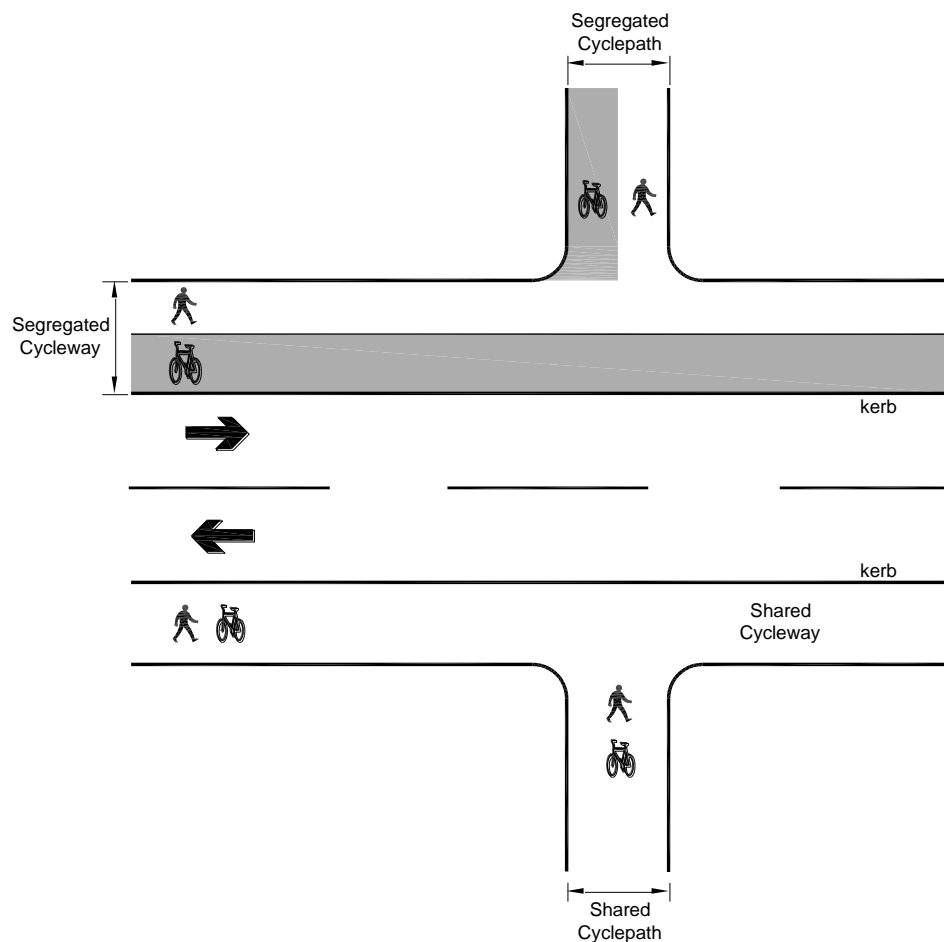 Segregated
Cyclepath
Segregated
Cycleway
kerb
kerb
Shared
Cycleway
Shared
Cyclepath